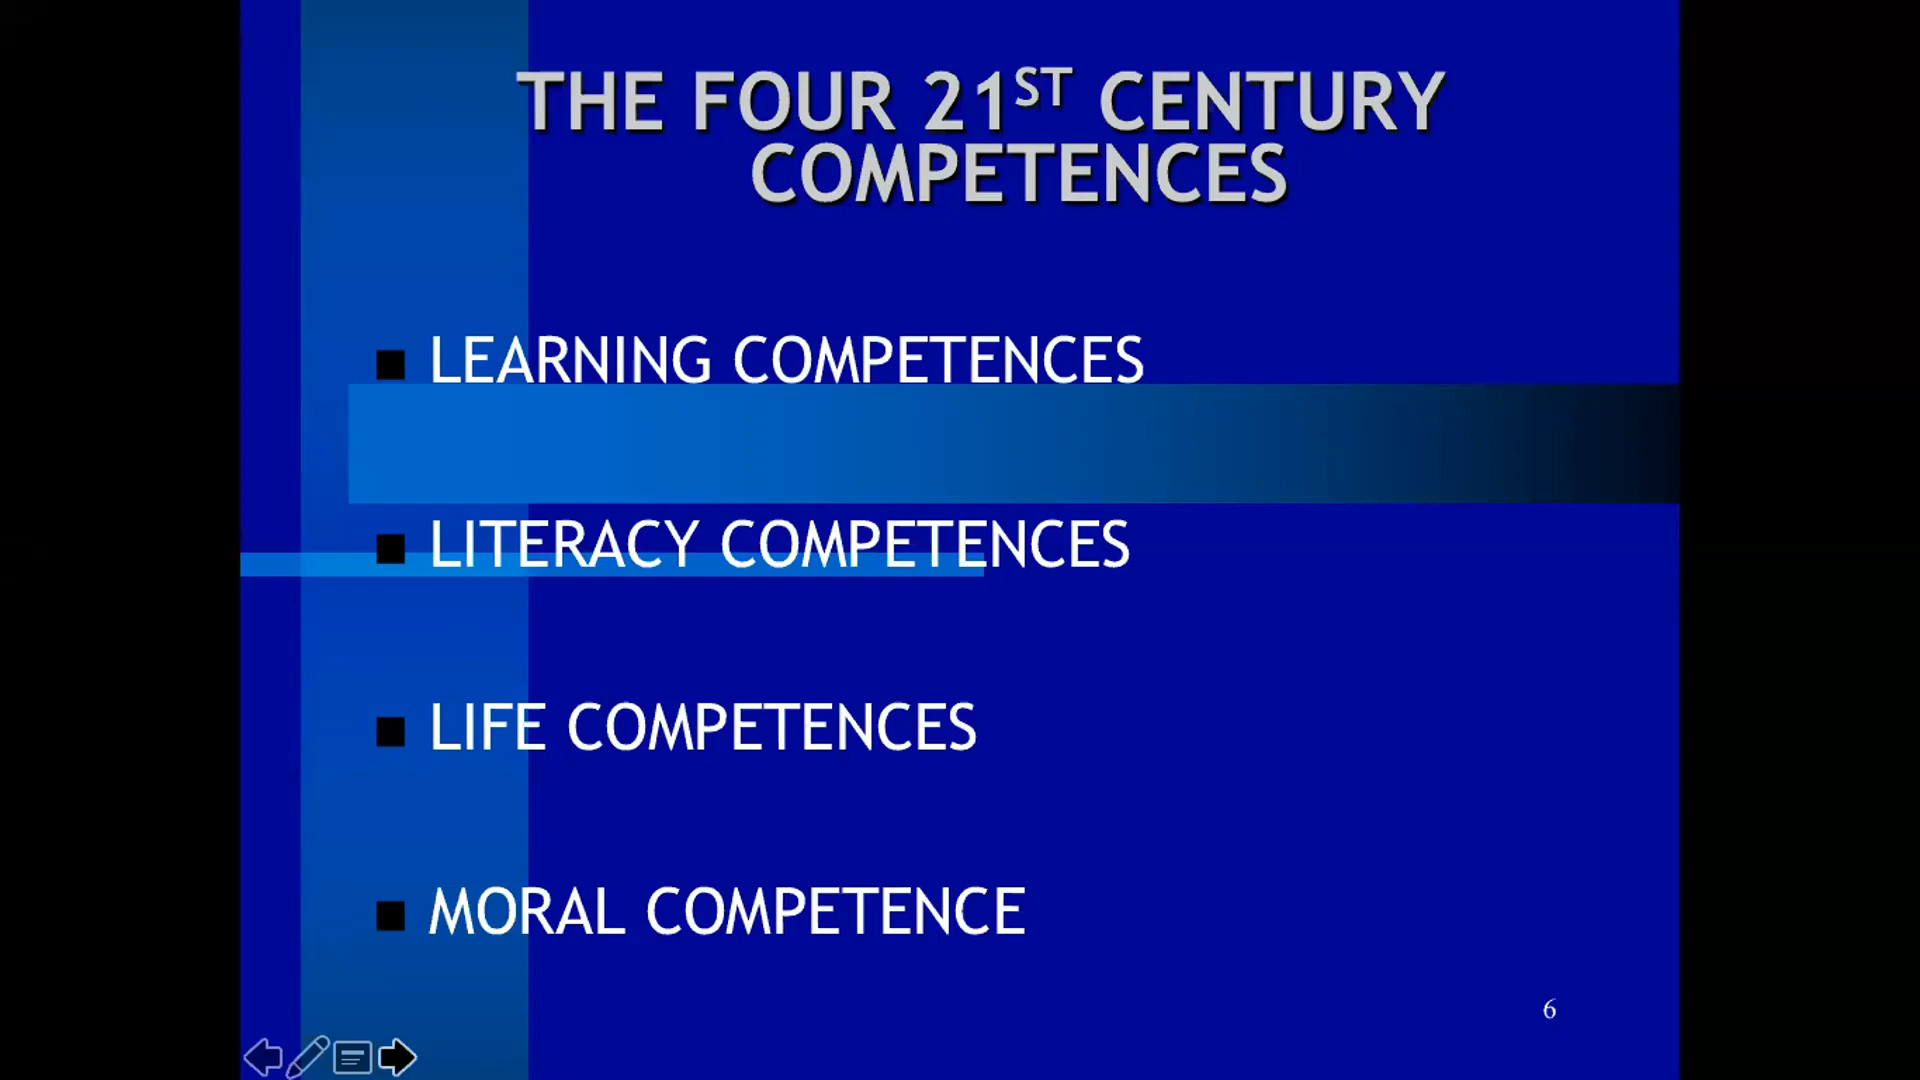 THE FOUR 21ST CENTURY
COMPETENCES
■ LEARNING COMPETENCES
■ LITERACY COMPETENCES
■ LIFE COMPETENCES
■ MORAL COMPETENCE
6